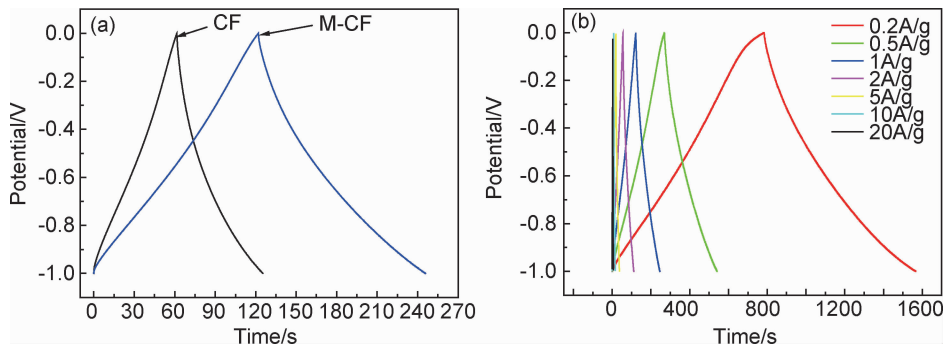 (a)
CF
M-CF
0.0
-0.2
-0.4
-0.6
-0.8
-1.0
Potential/V
0 30 60 90 120 150 180 210 240 270
Time/s
(b)
0.2A/g
0.5A/g
1A/g
2A/g
5A/g
10A/g
20A/g
0.0
-0.2
-0.4
-0.6
-0.8
-1.0
Potential/V
0 400 800 1200 1600
Time/s